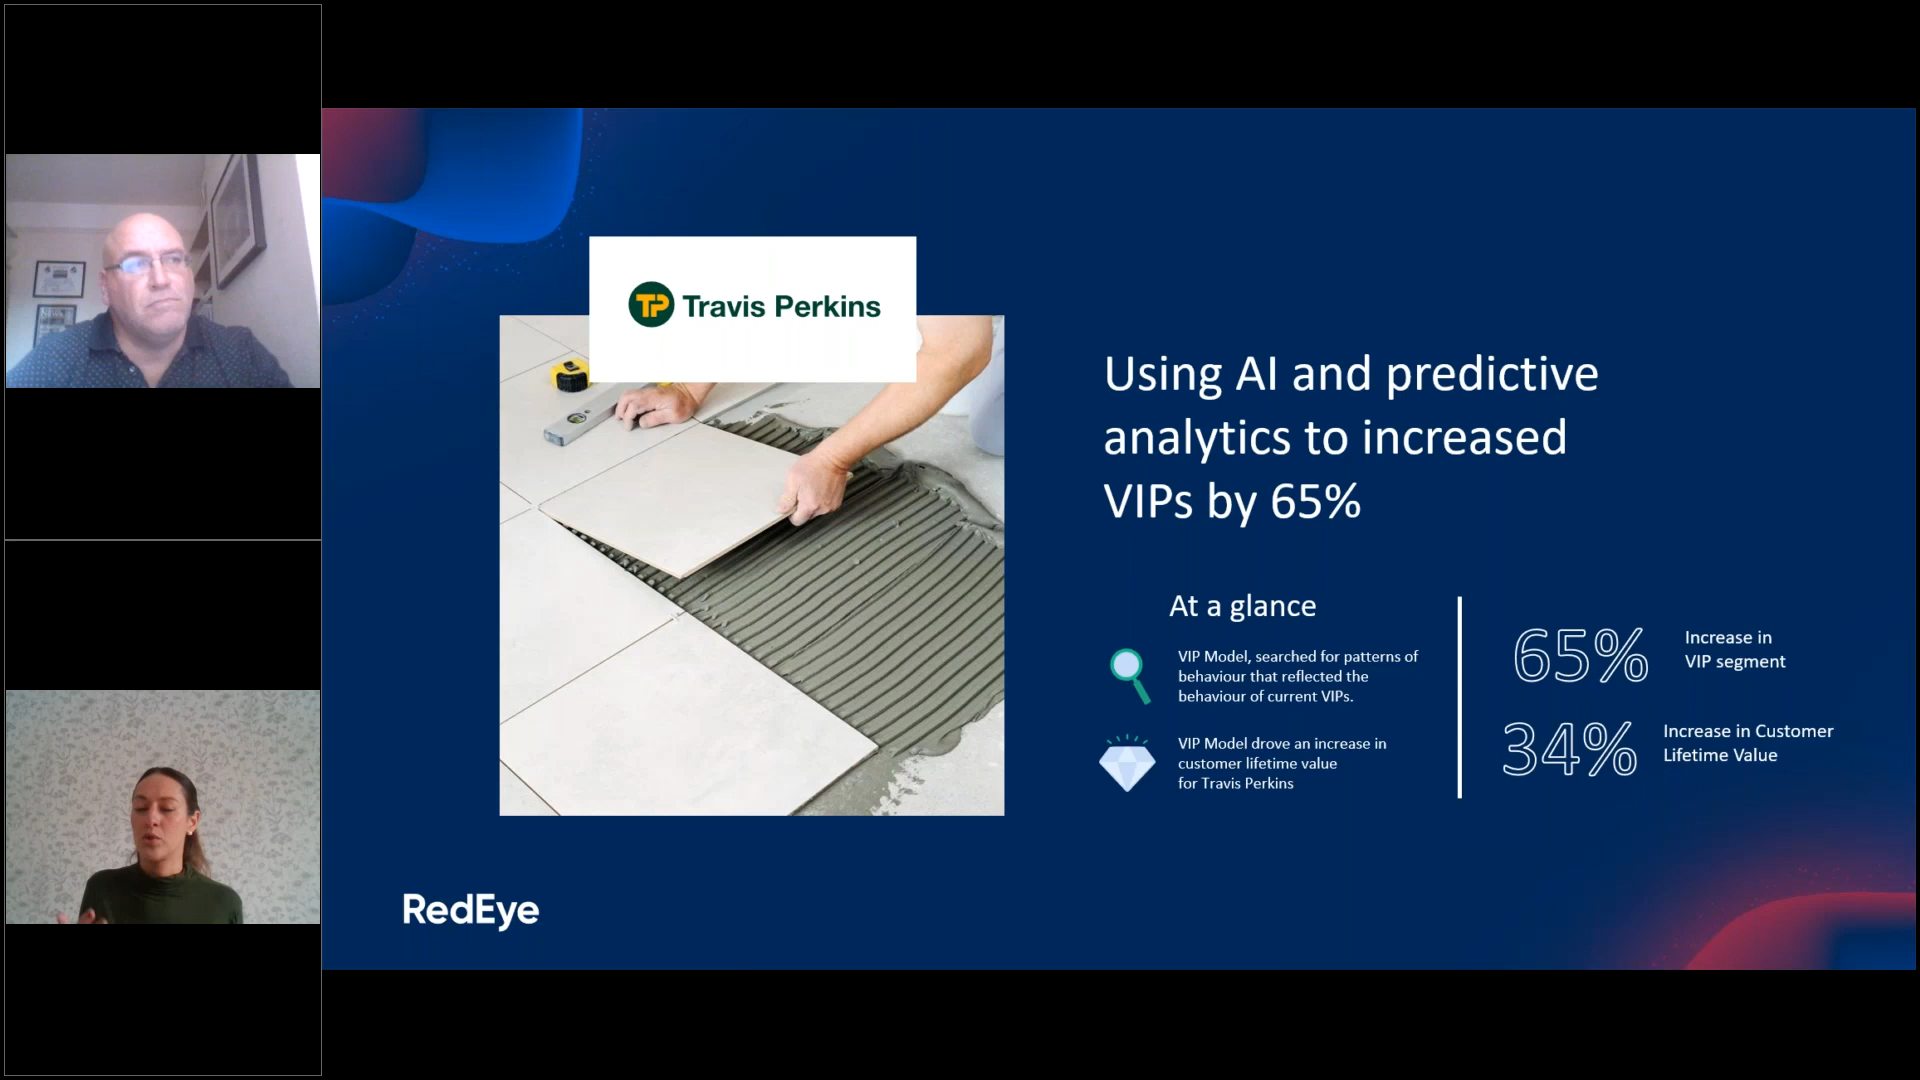 TP Travis Perkins
Using AI and predictive
analytics to increased
VIPs by 65%
At a glance
VIP Model, searched for patterns of
behaviour that reflected the
behaviour of current VIPs.
VIP Model drove an increase in
customer lifetime value
for Travis Perkins
65%
Increase in
VIP segment
34%
Increase in Customer
Lifetime Value
RedEye